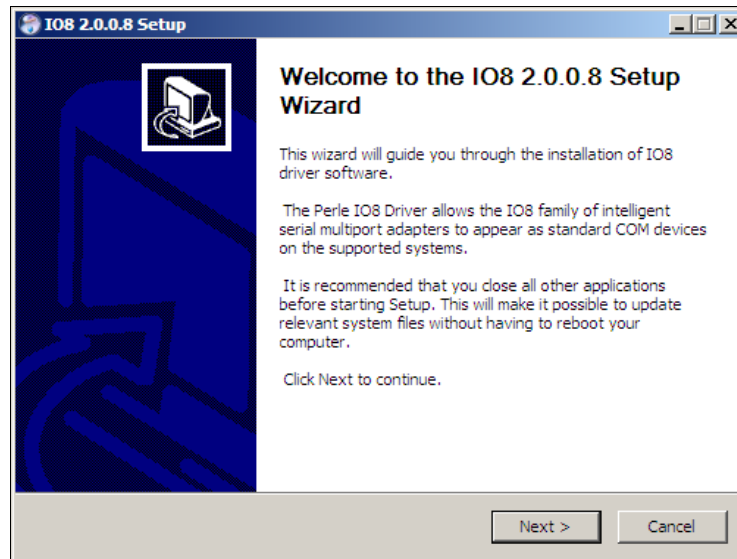 IO8 2.0.0.8 Setup
Welcome to the IO8 2.0.0.8 Setup
Wizard
This wizard will guide you through the installation of IO8
driver software.
The Perle IO8 Driver allows the IO8 family of intelligent
serial multiport adapters to appear as standard COM devices
on the supported systems.
It is recommended that you close all other applications
before starting Setup. This will make it possible to update
relevant system files without having to reboot your
computer.
Click Next to continue.
Next >
Cancel